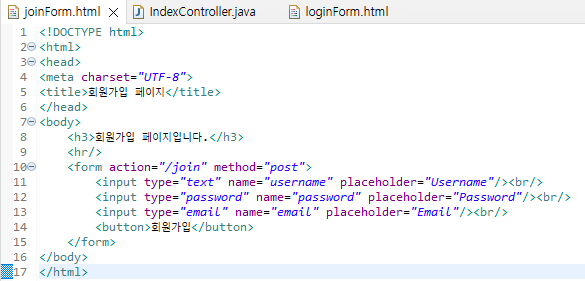 joinForm.html IndexController.java loginForm.html
1 <!DOCTYPE html>
2 <html>
3 <head>
4 <meta charset="UTF-8">
5 <title>회원가입 페이지</title>
6 </head>
7 <body>
8 <h3>회원가입 페이지입니다.</h3>
9 <hr/>
10 <form action="/join" method="post">
11 <input type="text" name="username" placeholder="Username"/><br/>
12 <input type="password" name="password" placeholder="Password"/><br/>
13 <input type="email" name="email" placeholder="Email"/><br/>
14 <button>회원가입</button>
15 </form>
16 </body>
17 </html>